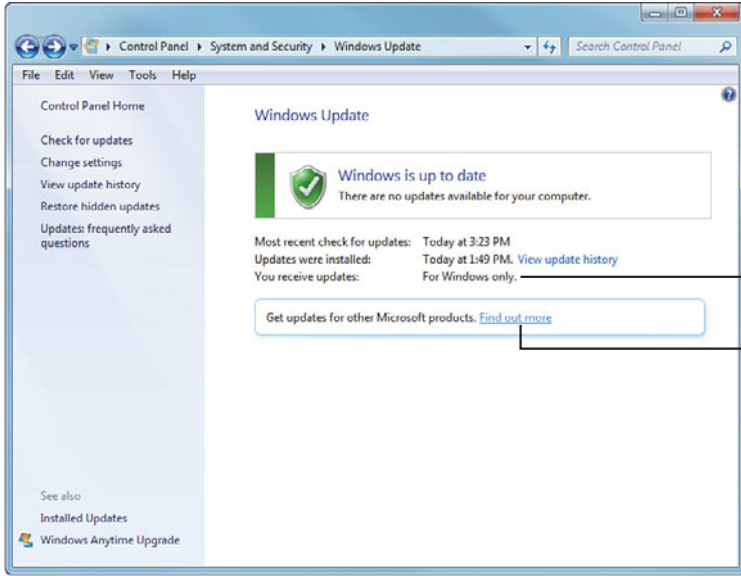 Control Panel System and Security Windows Update Search Control Panel
File Edit View Tools Help
Control Panel Home
Check for updates
Change settings
View update history
Restore hidden updates
Updates: frequently asked
questions
See also
Installed Updates
Windows Anytime Upgrade
Windows Update
Windows is up to date
There are no updates available for your computer.
Most recent check for updates: Today at 3:23 PM
Updates were installed: Today at 1:49 PM. View update history
You receive updates: For Windows only.
Get updates for other Microsoft products. Find out more